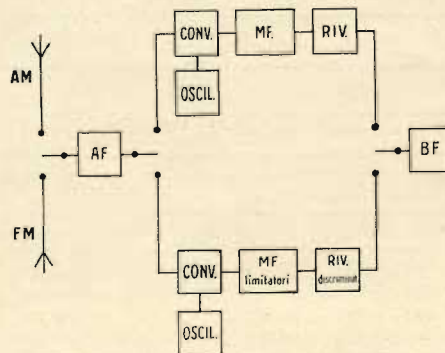 CONV.
MF.
RIV.
OSCIL.
AM
AF
BF
FM
CONV.
MF
limitatori
RIV.
discriminat.
OSCIL.